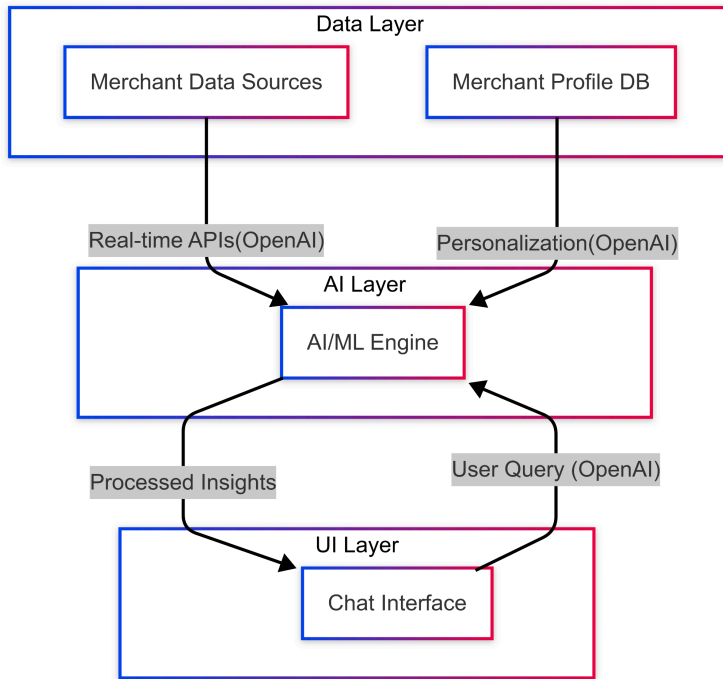 Data Layer
Merchant Data Sources
Merchant Profile DB
Real-time APIs(OpenAI)
Personalization(OpenAI)
AI Layer
AI/ML Engine
Processed Insights
User Query (OpenAI)
UI Layer
Chat Interface